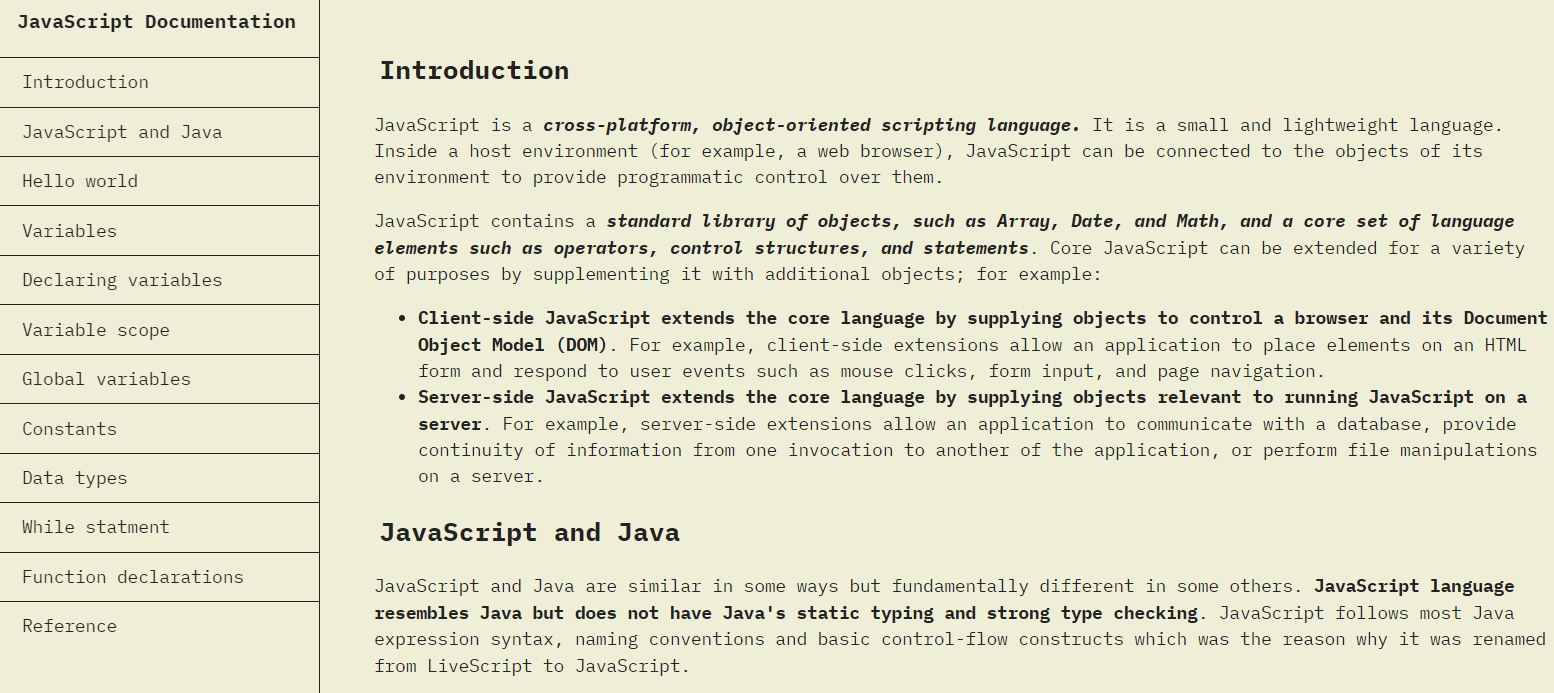 JavaScript Documentation
Introduction
JavaScript and Java
Hello world
Variables
Declaring variables
Variable scope
Global variables
Constants
Data types
While statment
Function declarations
Reference
Introduction
JavaScript is a cross-platform, object-oriented scripting language. It is a small and lightweight language.
Inside a host environment (for example, a web browser), JavaScript can be connected to the objects of its
environment to provide programmatic control over them.
JavaScript contains a standard library of objects, such as Array, Date, and Math, and a core set of language
elements such as operators, control structures, and statements. Core JavaScript can be extended for a variety
of purposes by supplementing it with additional objects; for example:
• Client-side JavaScript extends the core language by supplying objects to control a browser and its Document
Object Model (DOM). For example, client-side extensions allow an application to place elements on an HTML
form and respond to user events such as mouse clicks, form input, and page navigation.
• Server-side JavaScript extends the core language by supplying objects relevant to running JavaScript on a
server. For example, server-side extensions allow an application to communicate with a database, provide
continuity of information from one invocation to another of the application, or perform file manipulations
on a server.
JavaScript and Java
JavaScript and Java are similar in some ways but fundamentally different in some others. JavaScript language
resembles Java but does not have Java's static typing and strong type checking. JavaScript follows most Java
expression syntax, naming conventions and basic control-flow constructs which was the reason why it was renamed
from LiveScript to JavaScript.